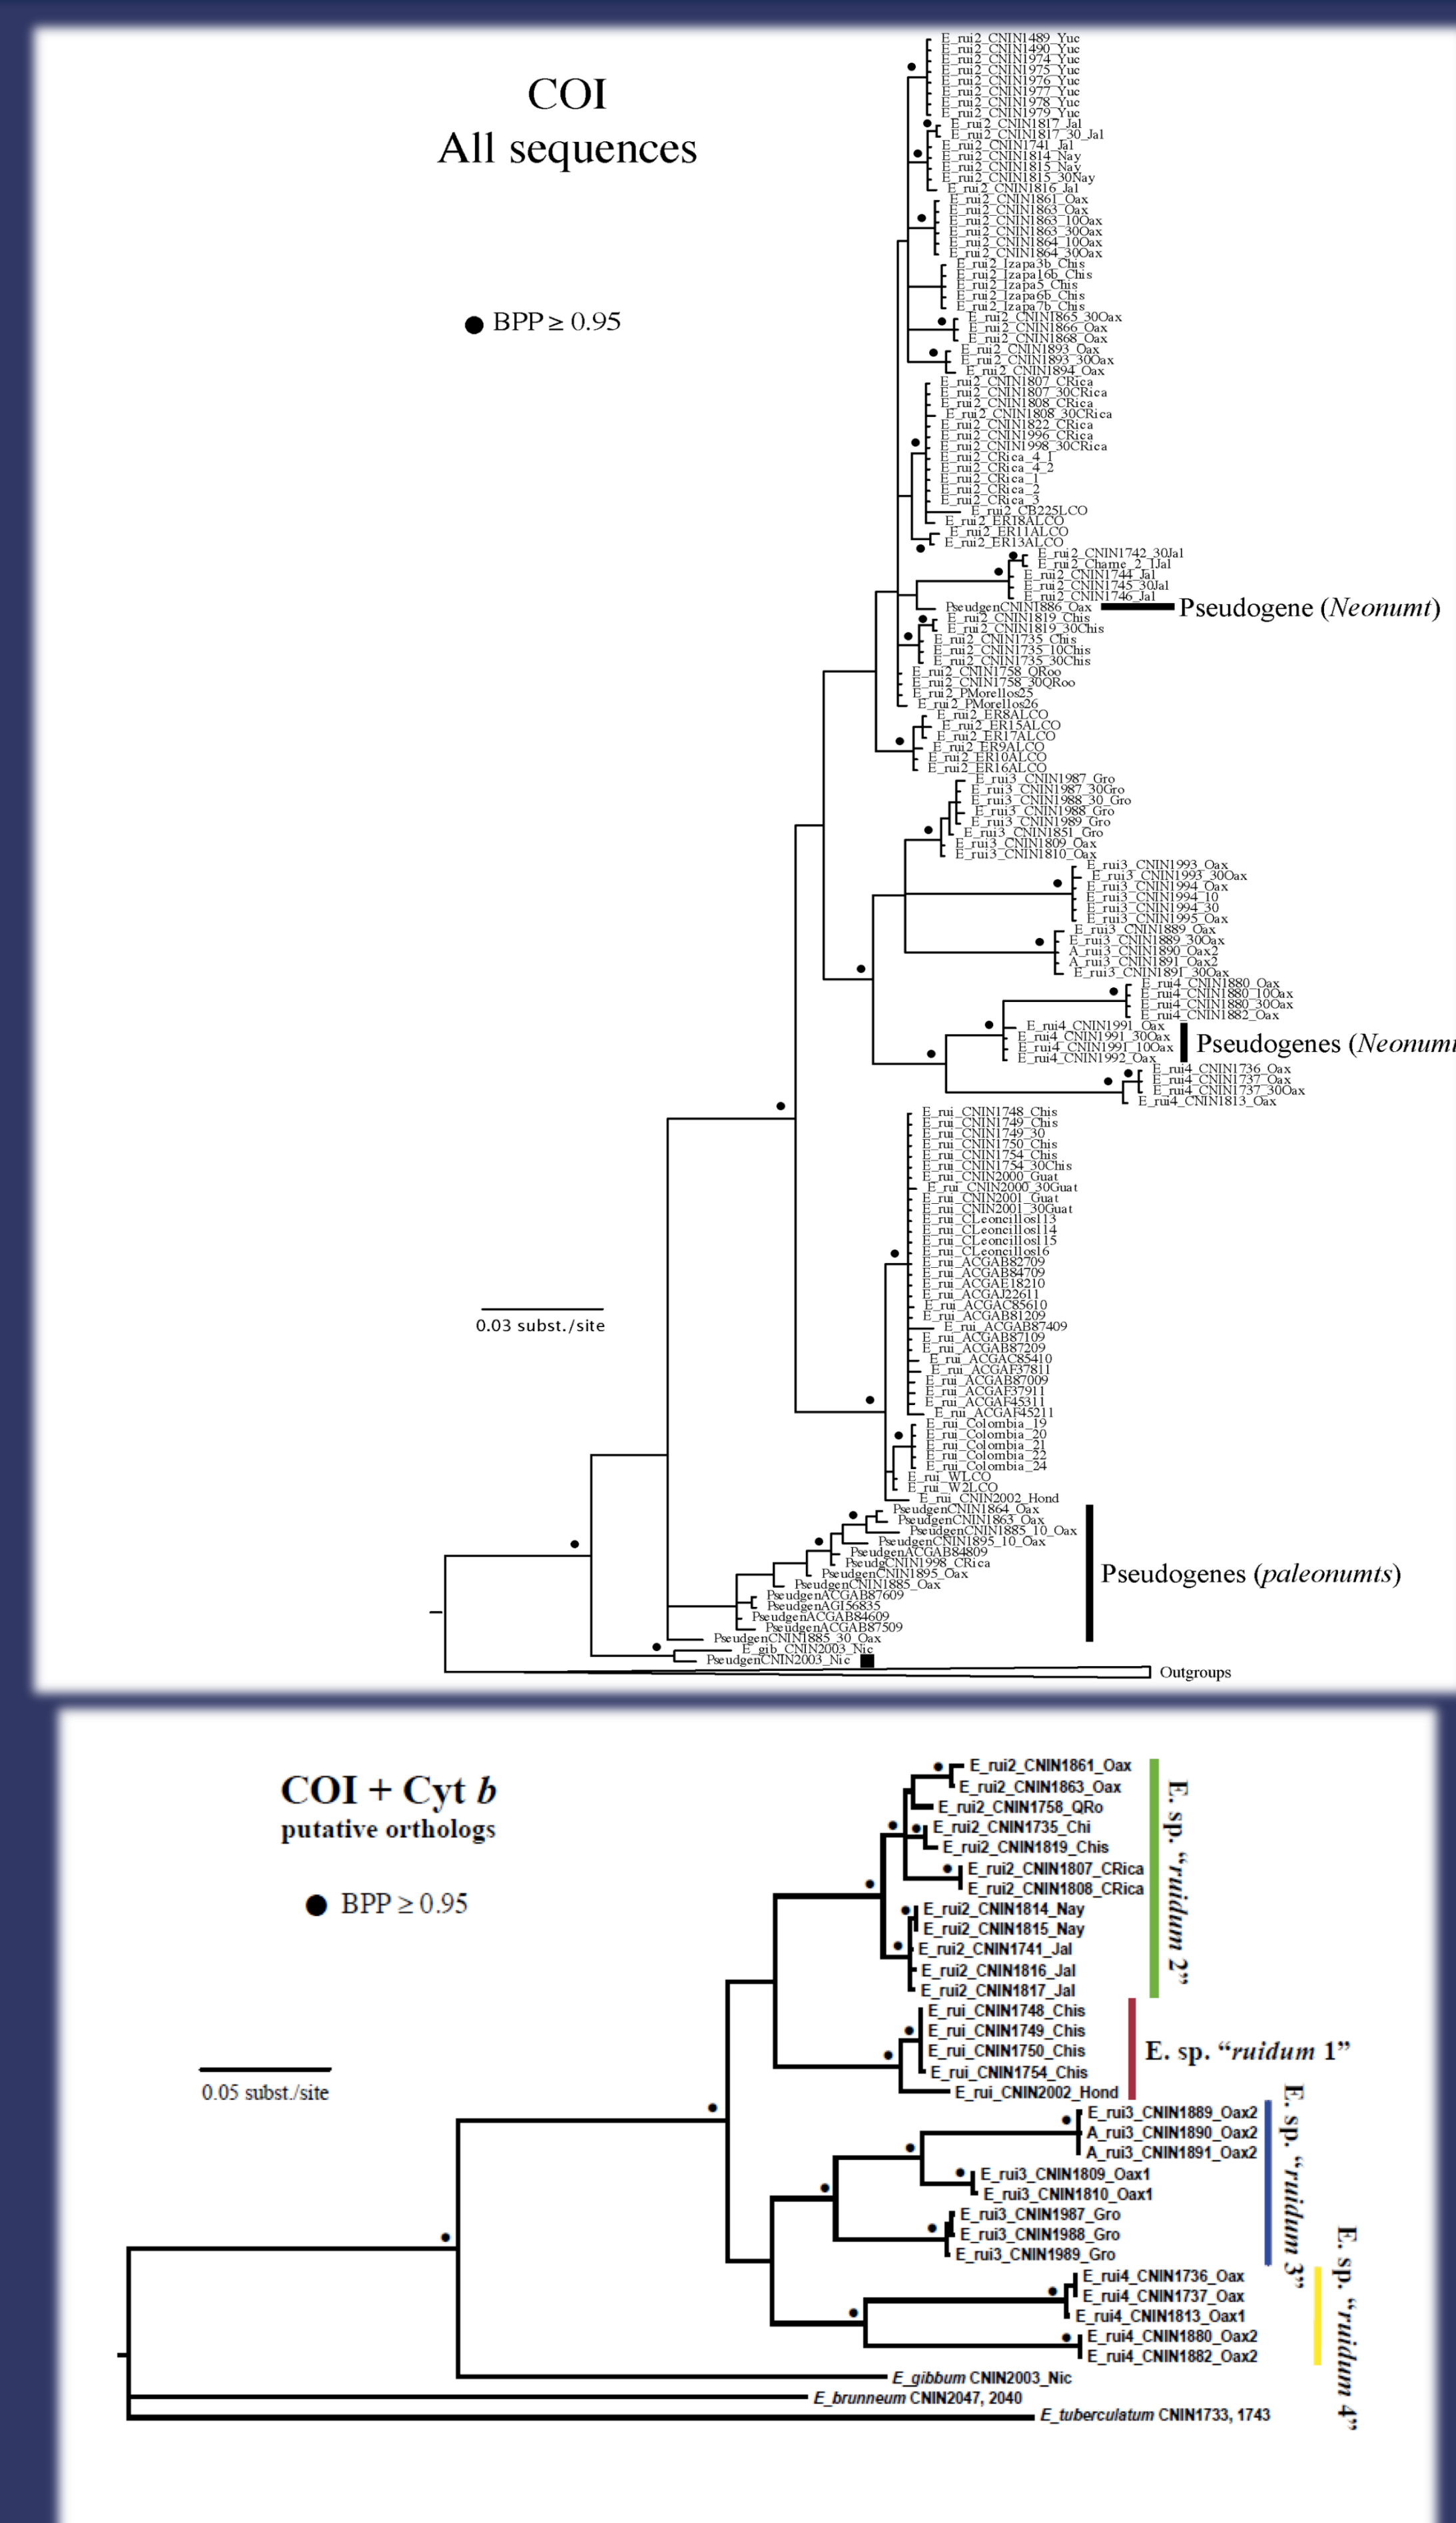 COI
All sequences
● BPP ≥ 0.95
E_rui2_CNIN1489_Yuc
E_rui2_CNIN1490_Yuc
E_rui2_CNIN1974_Yuc
E_rui2_CNIN1975_Yuc
E_rui2_CNIN1976_Yuc
E_rui2_CNIN1977_Yuc
E_rui2_CNIN1978_Yuc
E_rui2_CNIN1979_Yuc
E_rui2_CNIN1817_Jal
E_rui2_CNIN1817_30_Jal
E_rui2_CNIN1741_Jal
E_rui2_CNIN1814_Nay
E_rui2_CNIN1815_Nay
E_rui2_CNIN1815_30Nay
E_rui2_CNIN1816_Jal
E_rui2_CNIN1861_Oax
E_rui2_CNIN1863_Oax
E_rui2_CNIN1863_10Oax
E_rui2_CNIN1863_30Oax
E_rui2_CNIN1864_10Oax
E_rui2_CNIN1864_30Oax
E_rui2_Izapa3b_Chis
E_rui2_Izapa16b_Chis
E_rui2_Izapa5_Chis
E_rui2_Izapa6b_Chis
E_rui2_Izapa7b_Chis
E_rui2_CNIN1865_30Oax
E_rui2_CNIN1866_Oax
E_rui2_CNIN1868_Oax
E_rui2_CNIN1893_Oax
E_rui2_CNIN1893_30Oax
E_rui2_CNIN1894_Oax
E_rui2_CNIN1807_CRica
E_rui2_CNIN1807_30CRica
E_rui2_CNIN1808_CRica
E_rui2_CNIN1808_30CRica
E_rui2_CNIN1822_CRica
E_rui2_CNIN1996_CRica
E_rui2_CNIN1998_30CRica
E_rui2_CRica_4_1
E_rui2_CRica_4_2
E_rui2_CRica_1
E_rui2_CRica_2
E_rui2_CRica_3
E_rui2_CB225LCO
E_rui2_ER18ALCO
E_rui2_ER11ALCO
E_rui2_ER13ALCO
E_rui2_CNIN1742_30Jal
E_rui2_Chame_2_1Jal
E_rui2_CNIN1744_Jal
E_rui2_CNIN1745_30Jal
E_rui2_CNIN1746_Jal
PseudgenCNIN1886_Oax
Pseudogene (Neonumt)
E_rui2_CNIN1819_Chis
E_rui2_CNIN1819_30Chis
E_rui2_CNIN1735_Chis
E_rui2_CNIN1735_10Chis
E_rui2_CNIN1735_30Chis
E_rui2_CNIN1758_QRoo
E_rui2_CNIN1758_30QRoo
E_rui2_PMorellos25
E_rui2_PMorellos26
E_rui2_ER8ALCO
E_rui2_ER15ALCO
E_rui2_ER17ALCO
E_rui2_ER9ALCO
E_rui2_ER10ALCO
E_rui2_ER16ALCO
E_rui3_CNIN1987_Gro
E_rui3_CNIN1987_30Gro
E_rui3_CNIN1988_30_Gro
E_rui3_CNIN1988_Gro
E_rui3_CNIN1989_Gro
E_rui3_CNIN1851_Gro
E_rui3_CNIN1809_Oax
E_rui3_CNIN1810_Oax
E_rui3_CNIN1993_Oax
E_rui3_CNIN1993_30Oax
E_rui3_CNIN1994_Oax
E_rui3_CNIN1994_10
E_rui3_CNIN1994_30
E_rui3_CNIN1995_Oax
E_rui3_CNIN1889_Oax
E_rui3_CNIN1889_30Oax
A_rui3_CNIN1890_Oax2
A_rui3_CNIN1891_Oax2
E_rui3_CNIN1891_30Oax
E_rui4_CNIN1880_Oax
E_rui4_CNIN1880_10Oax
E_rui4_CNIN1880_30Oax
E_rui4_CNIN1882_Oax
E_rui4_CNIN1991_Oax
E_rui4_CNIN1991_30Oax
E_rui4_CNIN1991_10Oax
E_rui4_CNIN1992_Oax
Pseudogenes (Neonumt
E_rui4_CNIN1736_Oax
E_rui4_CNIN1737_Oax
E_rui4_CNIN1737_30Oax
E_rui4_CNIN1813_Oax
E_rui_CNIN1748_Chis
E_rui_CNIN1749_Chis
E_rui_CNIN1749_30
E_rui_CNIN1750_Chis
E_rui_CNIN1754_Chis
E_rui_CNIN1754_30Chis
E_rui_CNIN2000_Guat
E_rui_CNIN2000_30Guat
E_rui_CNIN2001_Guat
E_rui_CNIN2001_30Guat
E_rui_CLeoncillos113
E_rui_CLeoncillos114
E_rui_CLeoncillos115
E_rui_CLeoncillos16
E_rui_ACGAB82709
E_rui_ACGAB84709
E_rui_ACGAE18210
E_rui_ACGAJ22611
E_rui_ACGAC85610
E_rui_ACGAB81209
E_rui_ACGAB87409
E_rui_ACGAB87109
E_rui_ACGAB87209
E_rui_ACGAC85410
E_rui_ACGAF37811
E_rui_ACGAB87009
E_rui_ACGAF37911
E_rui_ACGAF45311
E_rui_ACGAF45211
E_rui_Colombia_19
E_rui_Colombia_20
E_rui_Colombia_21
E_rui_Colombia_22
E_rui_Colombia_24
E_rui_WLCO
E_rui_W2LCO
E_rui_CNIN2002_Hond
0.03 subst./site
PseudgenCNIN1864_Oax
PseudgenCNIN1863_Oax
PseudgenCNIN1885_10_Oax
PseudgenCNIN1895_10_Oax
PseudgenACGAB84809
PseudgCNIN1998_CRica
PseudgenCNIN1895_Oax
PseudgenCNIN1885_Oax
PseudgenACGAB87609
PseudgenAGI56835
PseudgenACGAB84609
PseudgenACGAB87509
PseudgenCNIN1885_30_Oax
Pseudogenes (paleonumts)
E_gib_CNIN2003_Nic
PseudgenCNIN2003_Nic
Outgroups
COI + Cyt b
putative orthologs
● BPP ≥ 0.95
E_rui2_CNIN1861_Oax
E_rui2_CNIN1863_Oax
E_rui2_CNIN1758_QRo
E_rui2_CNIN1735_Chi
E_rui2_CNIN1819_Chis
E_rui2_CNIN1807_CRica
E_rui2_CNIN1808_CRica
E_rui2_CNIN1814_Nay
E_rui2_CNIN1815_Nay
E_rui2_CNIN1741_Jal
E_rui2_CNIN1816_Jal
E_rui2_CNIN1817_Jal
E. sp. “ruidum 2”
E_rui_CNIN1748_Chis
E_rui_CNIN1749_Chis
E_rui_CNIN1750_Chis
E_rui_CNIN1754_Chis
E_rui_CNIN2002_Hond
E. sp. “ruidum 1”
0.05 subst./site
E_rui3_CNIN1889_Oax2
A_rui3_CNIN1890_Oax2
A_rui3_CNIN1891_Oax2
E_rui3_CNIN1809_Oax1
E_rui3_CNIN1810_Oax1
E_rui3_CNIN1987_Gro
E_rui3_CNIN1988_Gro
E_rui3_CNIN1989_Gro
E. sp. “ruidum 3”
E_rui4_CNIN1736_Oax
E_rui4_CNIN1737_Oax
E_rui4_CNIN1813_Oax1
E_rui4_CNIN1880_Oax2
E_rui4_CNIN1882_Oax2
E. sp. “ruidum 4”
E_gibbum CNIN2003_Nic
E_brunneum CNIN2047, 2040
E_tuberculatum CNIN1733, 1743